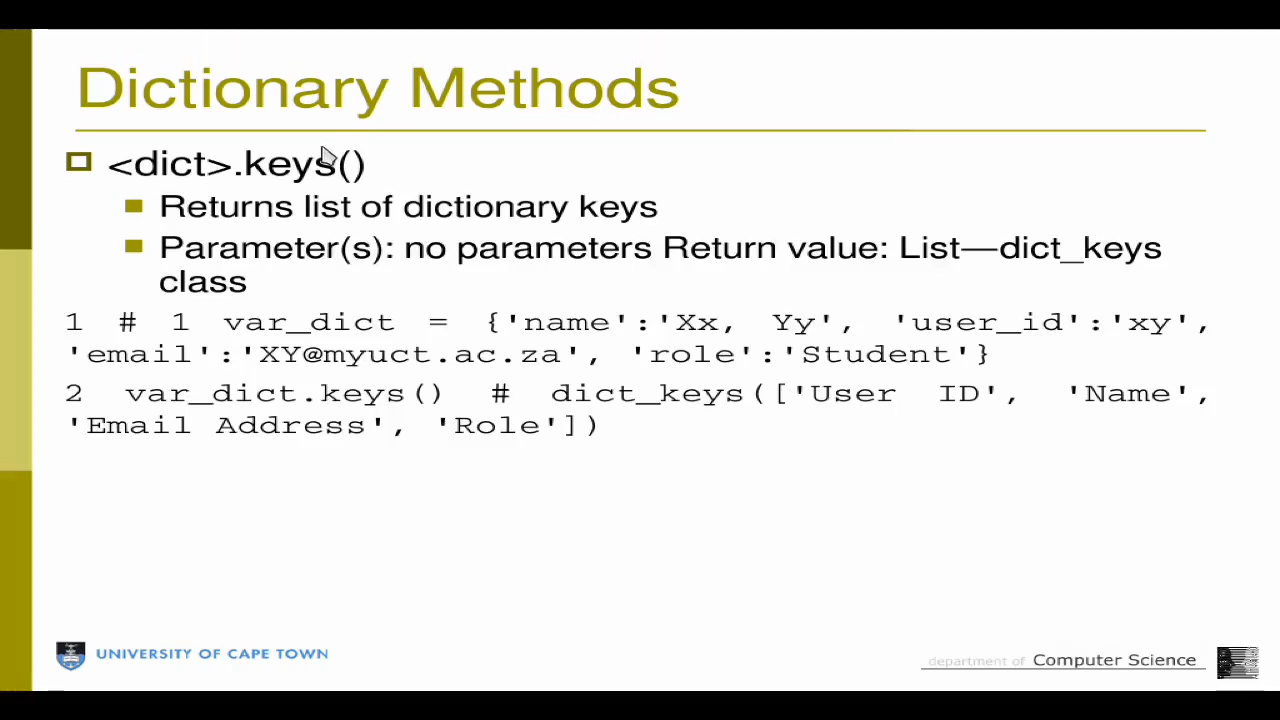 Dictionary Methods
<dict>.keys()
Returns list of dictionary keys
Parameter(s): no parameters Return value: List—dict_keys
class
1 # 1 var_dict = {'name':'Xx, Yy', 'user_id':'xy',
'email':'XY@myuct.ac.za', 'role':'Student'}
2 var_dict.keys() # dict_keys(['User ID', 'Name',
'Email Address', 'Role'])
UNIVERSITY OF CAPE TOWN
department of Computer Science